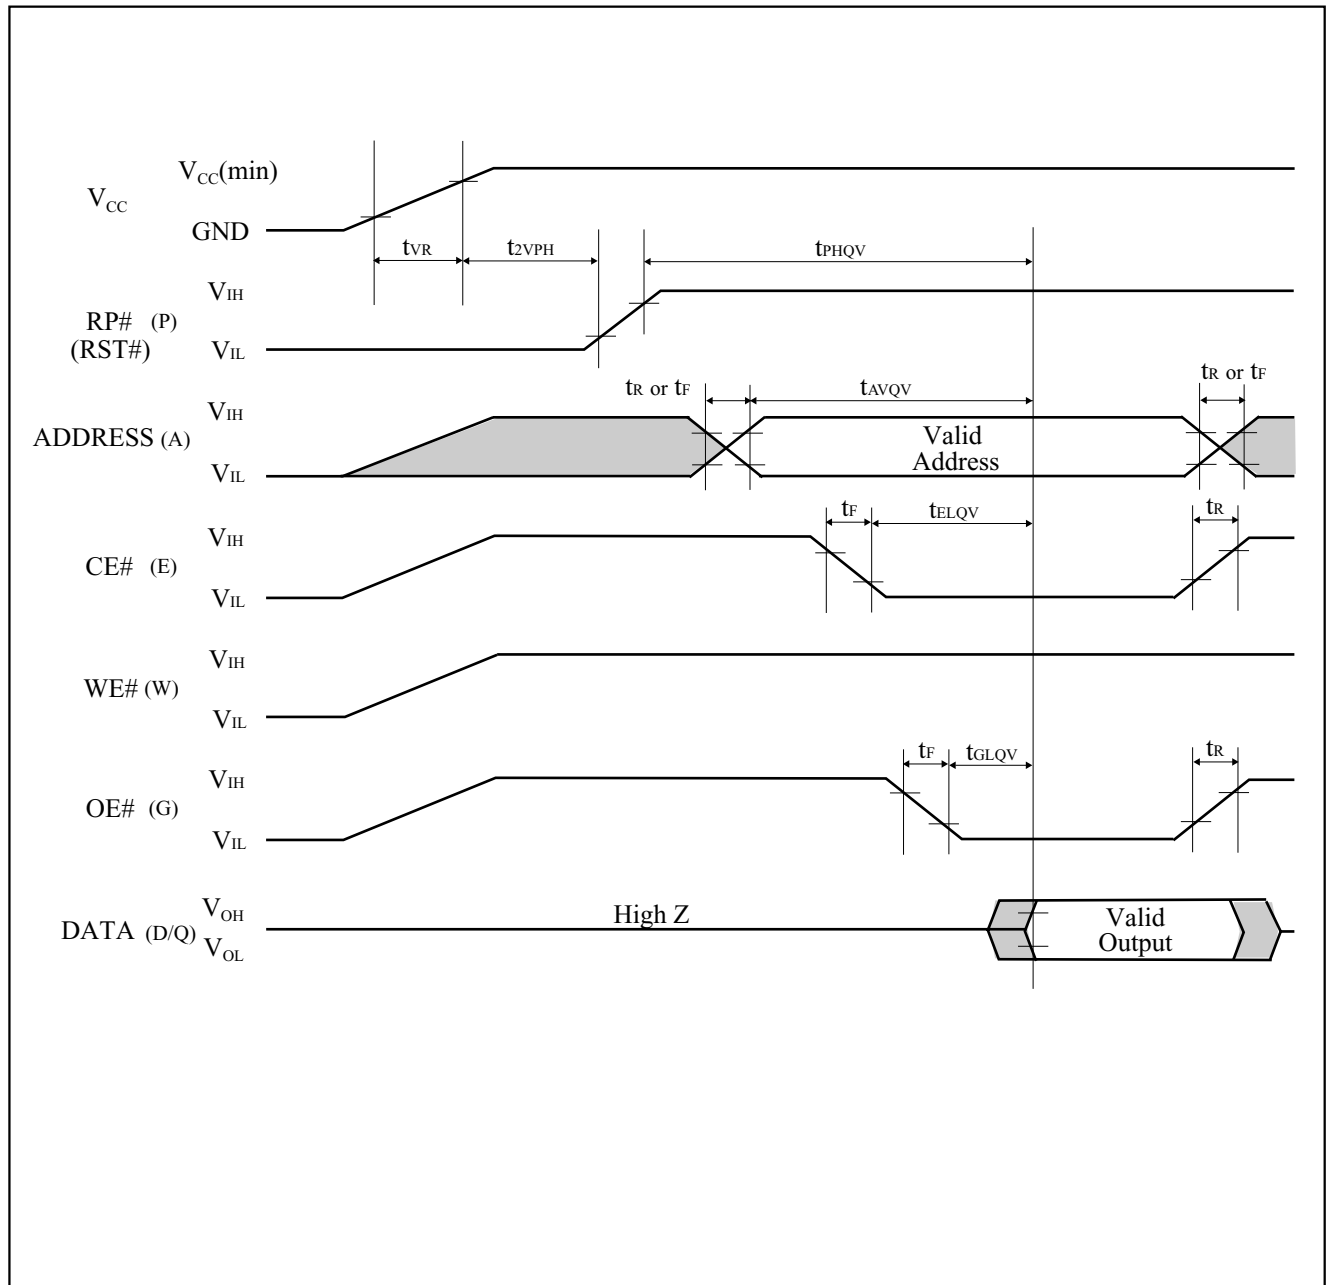 VCC(min)
VCC
GND
tVR
t2VPH
tPHQV
VIH
RP# (P)
(RST#)
VIL
tR or tF
tAVQV
tR or tF
VIH
ADDRESS (A)
Valid
Address
VIL
tF
tELQV
tR
VIH
CE# (E)
VIL
VIH
WE# (W)
VIL
tF
tGLQV
tR
VIH
OE# (G)
VIL
VOH
High Z
DATA (D/Q)
VOL
Valid
Output